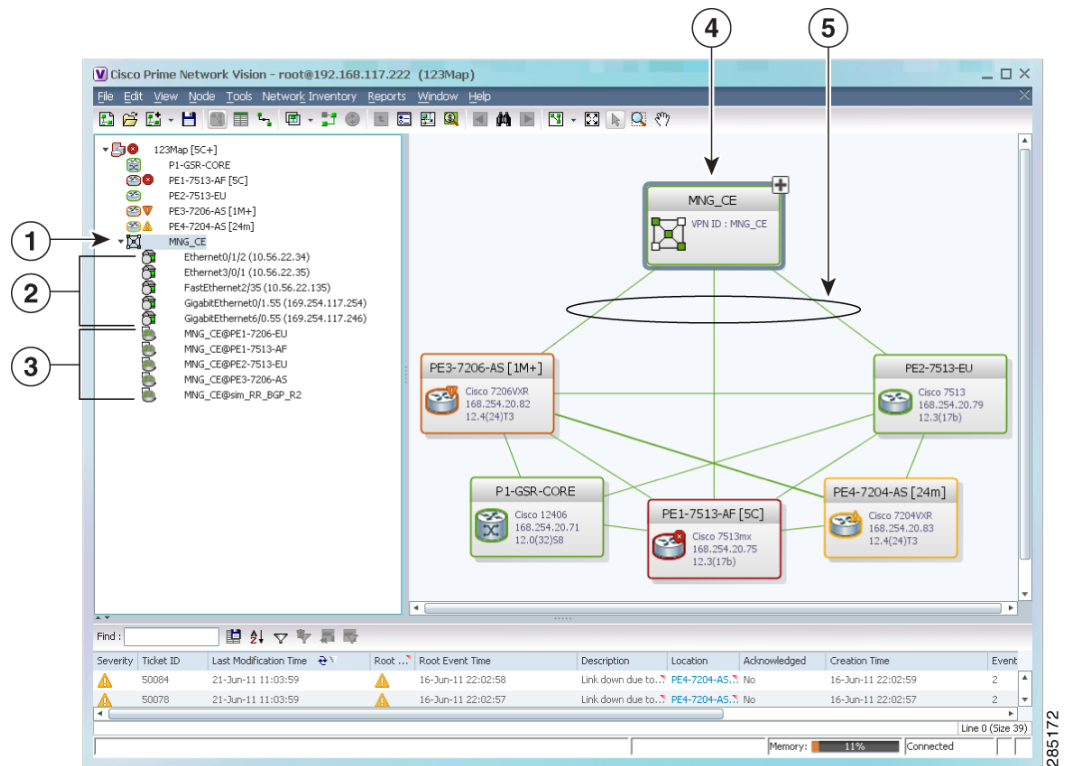 4
5
Cisco Prime Network Vision - root@192.168.117.222 (123Map)
File Edit View Node Tools Network Inventory Reports Window Help
123Map [5C+]
P1-GSR-CORE
PE1-7513-AF [5C]
PE2-7513-EU
PE3-7206-AS [1M+]
PE4-7204-AS [24m]
1
MNG_CE
2
Ethernet0/1/2 (10.56.22.34)
Ethernet3/0/1 (10.56.22.35)
FastEthernet2/35 (10.56.22.135)
GigabitEthernet0/1.55 (169.254.117.254)
GigabitEthernet6/0.55 (169.254.117.246)
3
MNG_CE@PE1-7206-EU
MNG_CE@PE1-7513-AF
MNG_CE@PE2-7513-EU
MNG_CE@PE3-7206-AS
MNG_CE@sim_RR_BGP_R2
MNG_CE
VPN ID : MNG_CE
PE3-7206-AS [1M+]
Cisco 7206VXR
168.254.20.82
12.4(24)T3
PE2-7513-EU
Cisco 7513
168.254.20.79
12.3(17b)
P1-GSR-CORE
Cisco 12406
168.254.20.71
12.0(32)S8
PE1-7513-AF [5C]
Cisco 7513mx
168.254.20.75
12.3(17b)
PE4-7204-AS [24m]
Cisco 7204VXR
168.254.20.83
12.4(24)T3
Find :
Severity Ticket ID Last Modification Time Root ... Root Event Time Description Location Acknowledged Creation Time Event
50084 21-Jun-11 11:03:59 16-Jun-11 22:02:58 Link down due to... PE4-7204-AS... No 16-Jun-11 22:02:59 2
50078 21-Jun-11 11:03:59 16-Jun-11 22:02:57 Link down due to... PE4-7204-AS... No 16-Jun-11 22:02:57 2
Line 0 (Size 39)
Memory: 11% Connected
285172